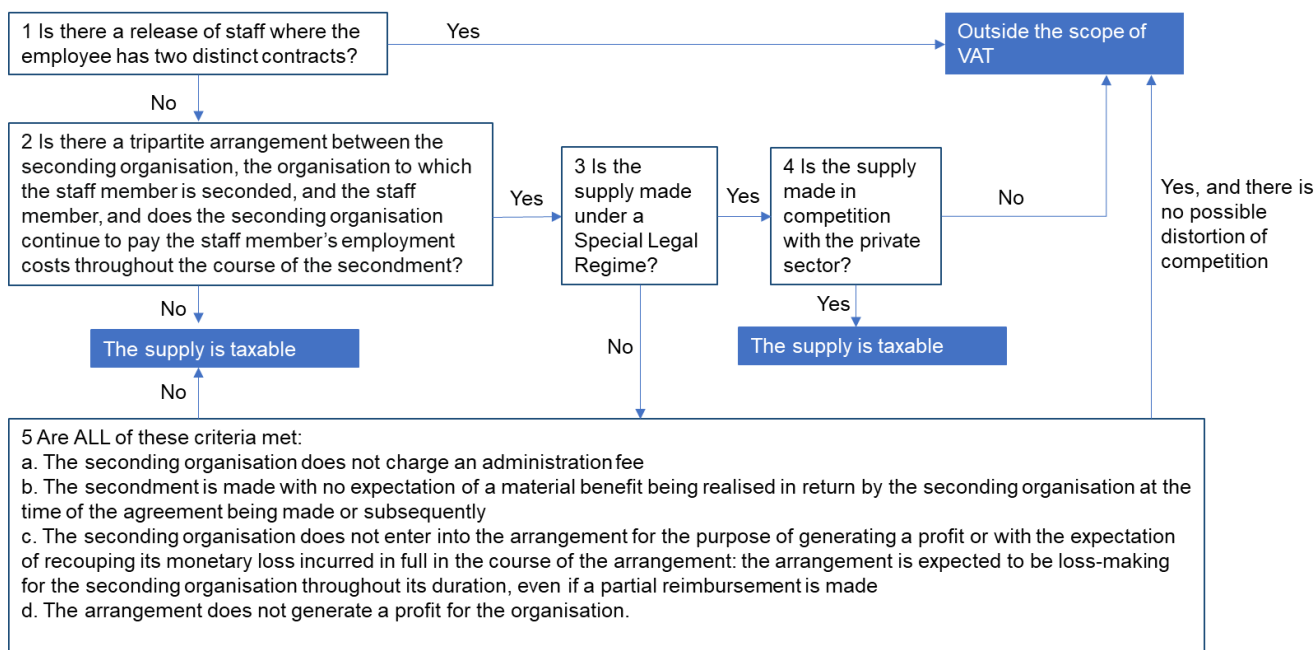 1 Is there a release of staff where the
employee has two distinct contracts?
Yes
Outside the scope of
VAT
No
2 Is there a tripartite arrangement between the
seconding organisation, the organisation to which
the staff member is seconded, and the staff
member, and does the seconding organisation
continue to pay the staff member’s employment
costs throughout the course of the secondment?
Yes
3 Is the
supply made
under a
Special Legal
Regime?
Yes
4 Is the supply
made in
competition
with the private
sector?
No
Yes, and there is
no possible
distortion of
competition
No
The supply is taxable
No
Yes
The supply is taxable
No
5 Are ALL of these criteria met:
a. The seconding organisation does not charge an administration fee
b. The secondment is made with no expectation of a material benefit being realised in return by the seconding organisation at the
time of the agreement being made or subsequently
c. The seconding organisation does not enter into the arrangement for the purpose of generating a profit or with the expectation
of recouping its monetary loss incurred in full in the course of the arrangement: the arrangement is expected to be loss-making
for the seconding organisation throughout its duration, even if a partial reimbursement is made
d. The arrangement does not generate a profit for the organisation.